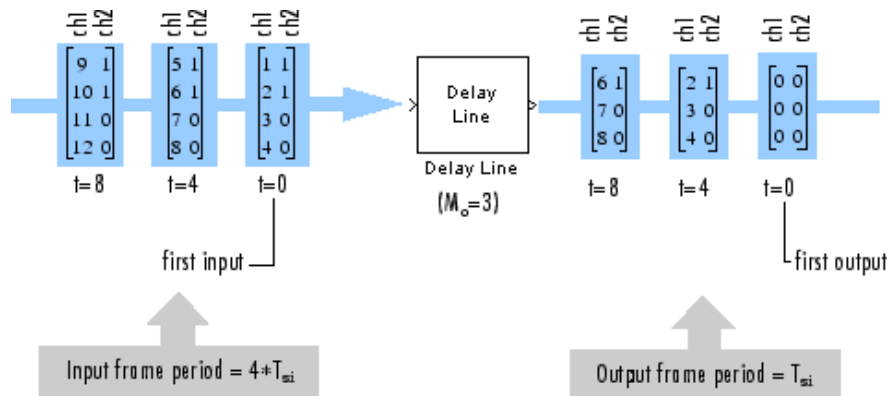 ch1 ch2 ch1 ch2 ch1 ch2 ch1 ch2 ch1 ch2 ch1 ch2
9 1 5 1 1 1 6 1 2 1 0 0
10 1 6 1 2 1 7 0 3 0 0 0
11 0 7 0 3 0 8 0 4 0 0 0
12 0 8 0 4 0
Delay
Line
Delay Line
(Mo=3)
t=8 t=4 t=0 t=8 t=4 t=0
first input first output
Input frame period = 4*Tsi Output frame period = Tsi